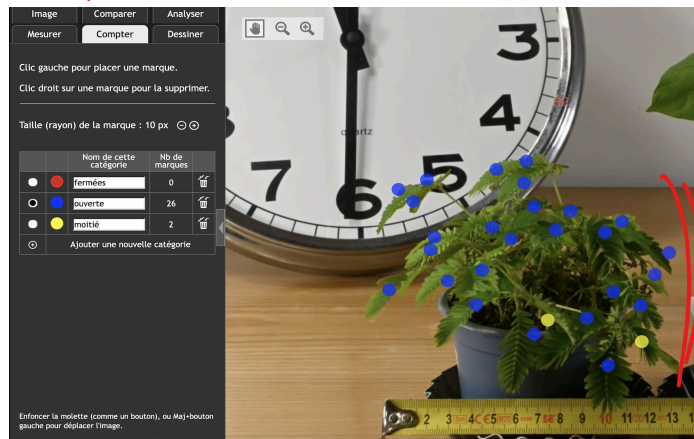 Image Comparer Analyser
Mesurer Compter Dessiner
Clic gauche pour placer une marque.
Clic droit sur une marque pour la supprimer.
Taille (rayon) de la marque : 10 px
Nom de cette catégorie Nb de marques
fermées 0
ouverte 26
moitié 2
Ajouter une nouvelle catégorie
Enfoncer la molette (comme un bouton), ou Maj+bouton
gauche pour déplacer l'image.
3
4
5
6
7
quartz
2 3 4 5 6 7 8 9 10 11 12 13